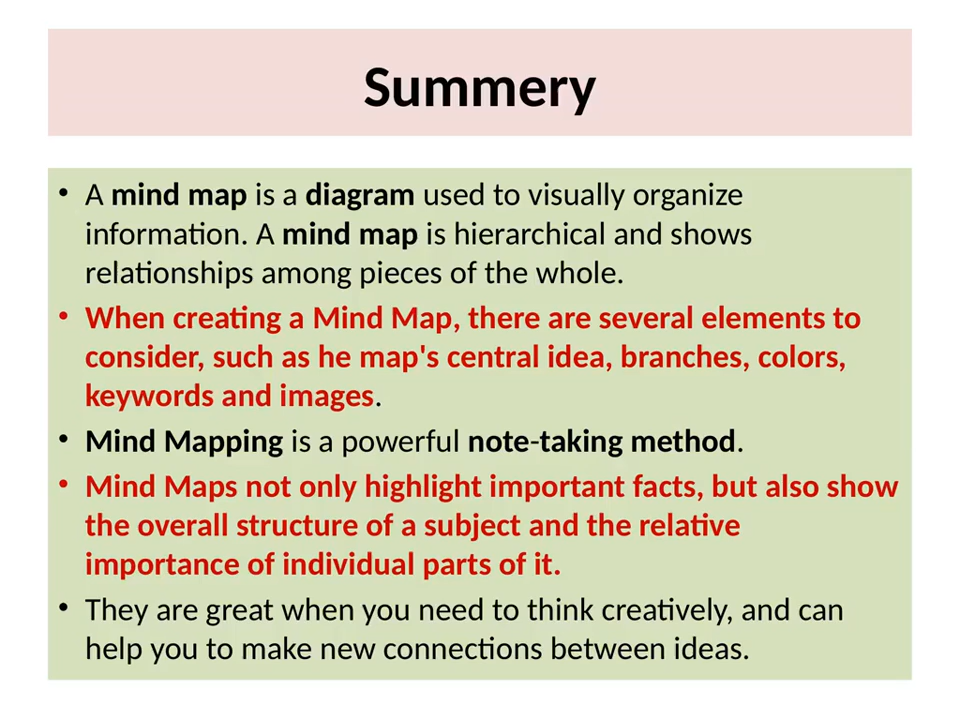 Summery
• A mind map is a diagram used to visually organize
information. A mind map is hierarchical and shows
relationships among pieces of the whole.
• When creating a Mind Map, there are several elements to
consider, such as he map's central idea, branches, colors,
keywords and images.
• Mind Mapping is a powerful note-taking method.
• Mind Maps not only highlight important facts, but also show
the overall structure of a subject and the relative
importance of individual parts of it.
• They are great when you need to think creatively, and can
help you to make new connections between ideas.